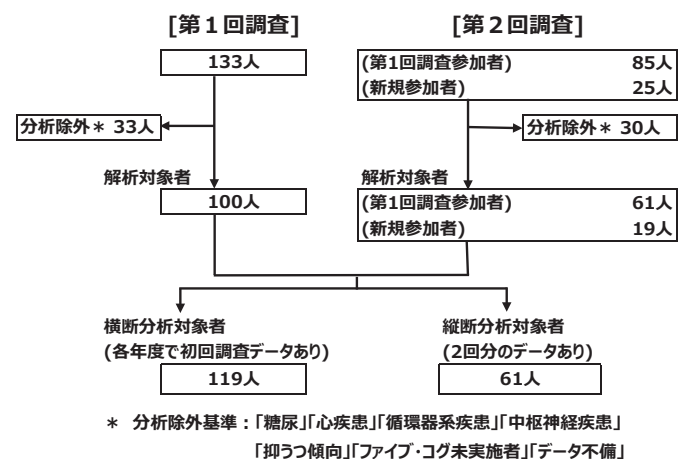 [第１回調査]
[第２回調査]
133人
(第1回調査参加者) 85人
(新規参加者) 25人
分析除外＊ 33人
分析除外＊ 30人
解析対象者
100人
解析対象者
(第1回調査参加者) 61人
(新規参加者) 19人
横断分析対象者
(各年度で初回調査データあり)
119人
縦断分析対象者
(2回分のデータあり)
61人
＊ 分析除外基準：「糖尿」「心疾患」「循環器系疾患」「中枢神経疾患」
「抑うつ傾向」「ファイブ・コグ未実施者」「データ不備」